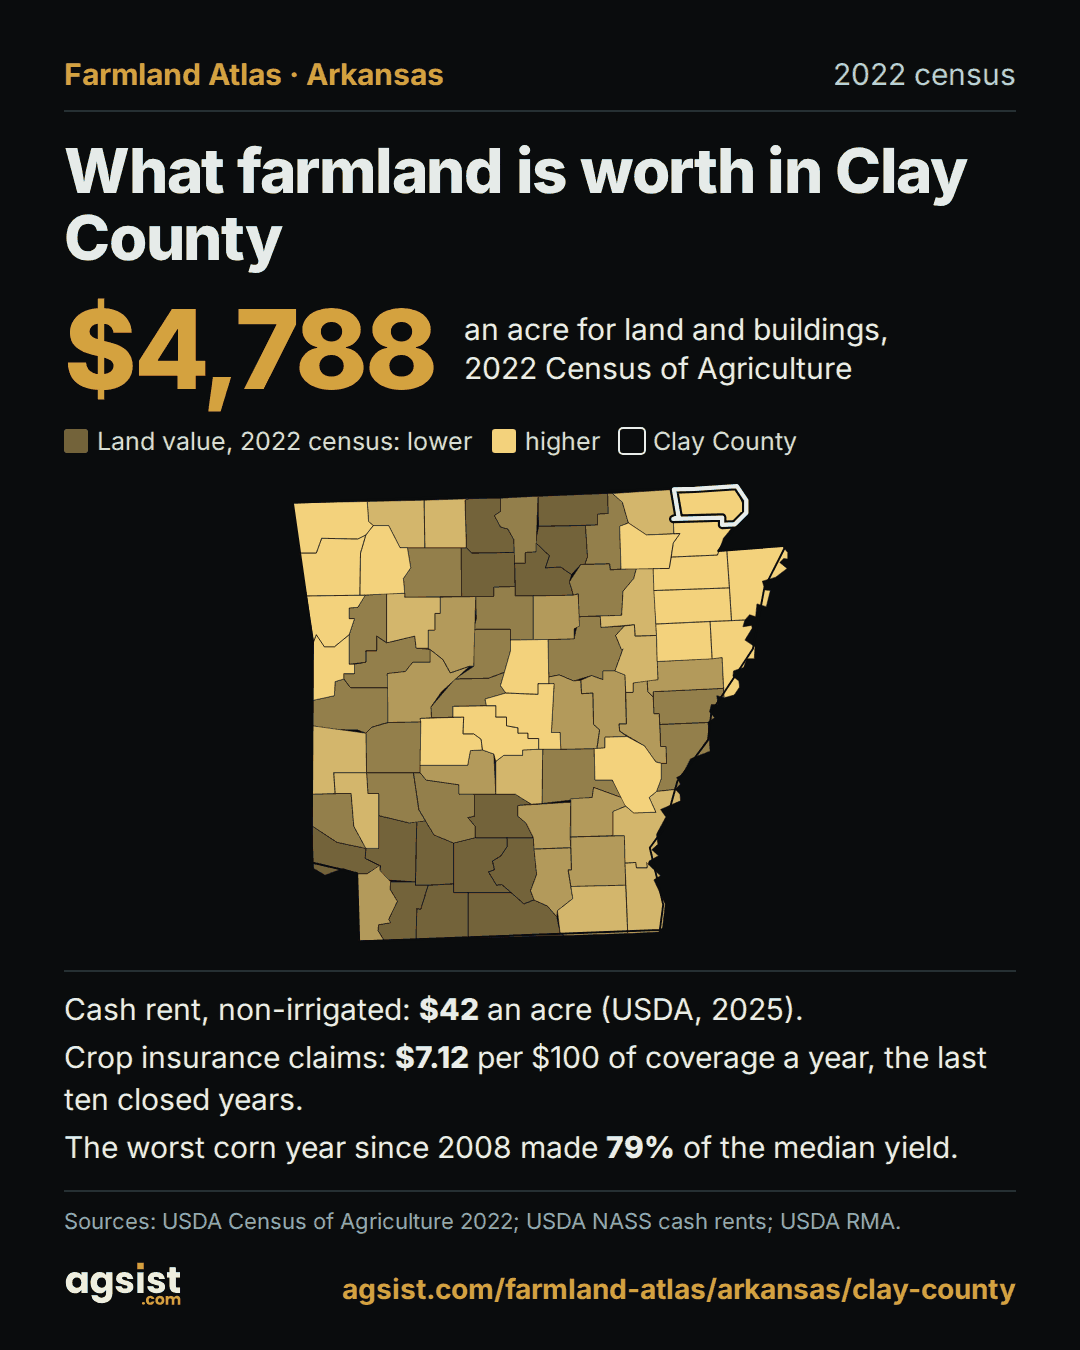 Farmland Atlas · Arkansas
2022 census
What farmland is worth in Clay
County
$4,788
an acre for land and buildings,
2022 Census of Agriculture
Land value, 2022 census: lower
higher
Clay County
Cash rent, non-irrigated: $42 an acre (USDA, 2025).
Crop insurance claims: $7.12 per $100 of coverage a year, the last
ten closed years.
The worst corn year since 2008 made 79% of the median yield.
Sources: USDA Census of Agriculture 2022; USDA NASS cash rents; USDA RMA.
agsist
.com
agsist.com/farmland-atlas/arkansas/clay-county